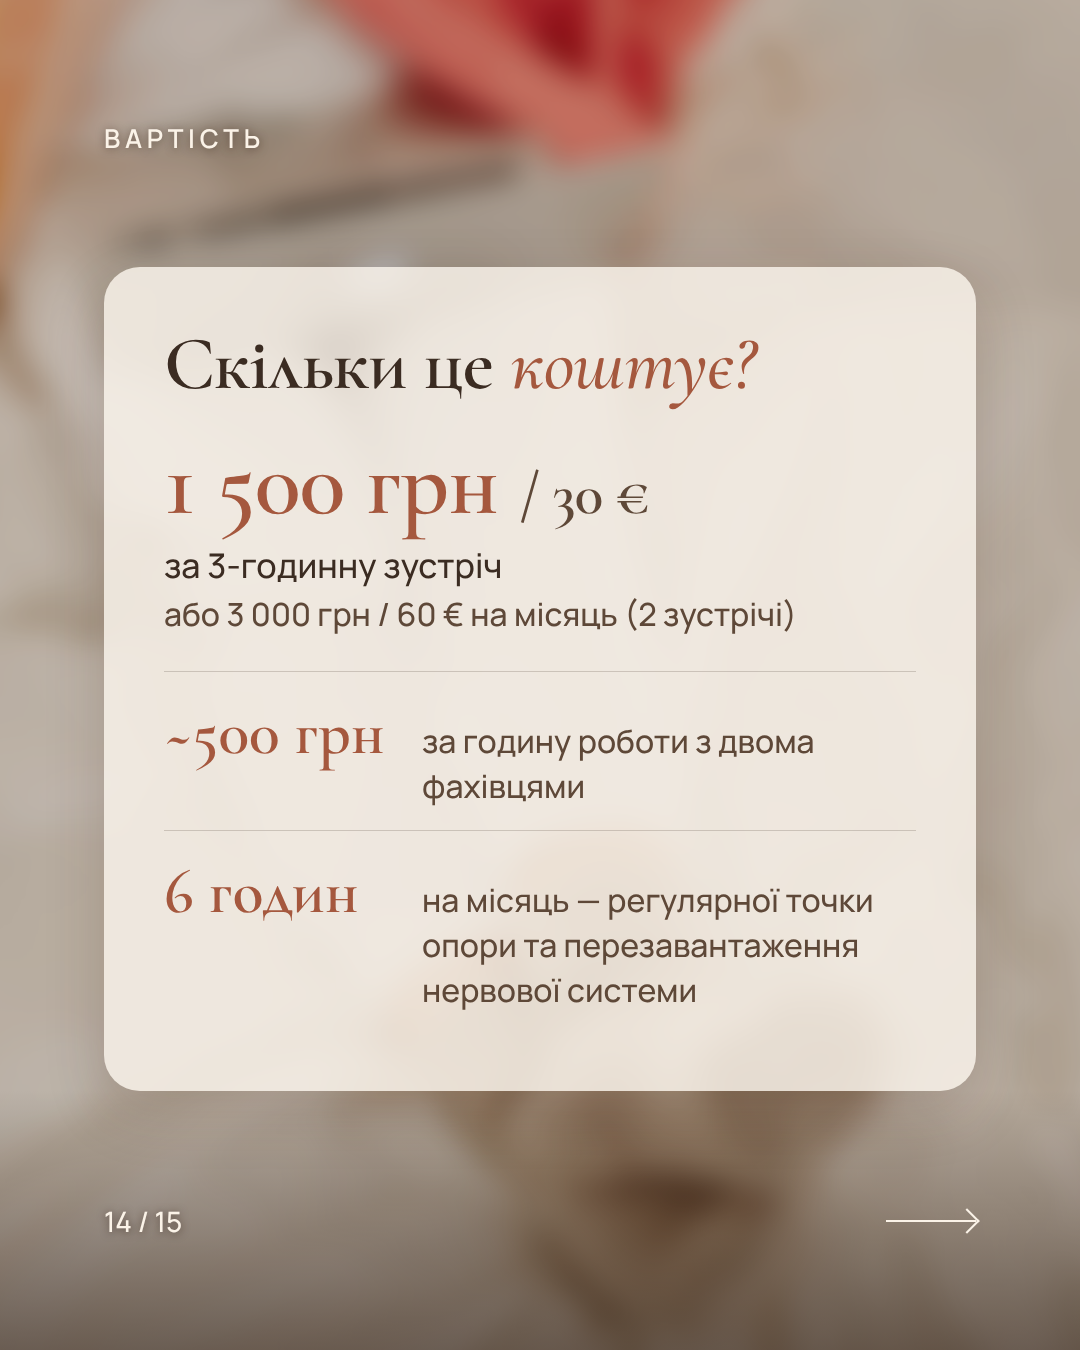 ВАРТІСТЬ
Скільки це коштує?
1 500 грн / 30 €
за 3-годинну зустріч
або 3 000 грн / 60 € на місяць (2 зустрічі)
~500 грн за годину роботи з двома
фахівцями
6 годин на місяць — регулярної точки
опори та перезавантаження
нервової системи
14 / 15